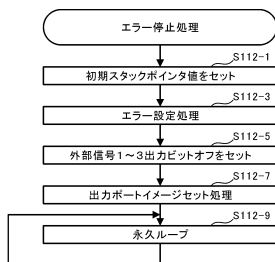 エラー停止処理
S112-1
初期スタックポインタ値をセット
S112-3
エラー設定処理
S112-5
外部信号1~3出力ビットオフをセット
S112-7
出力ポートイメージセット処理
S112-9
永久ループ